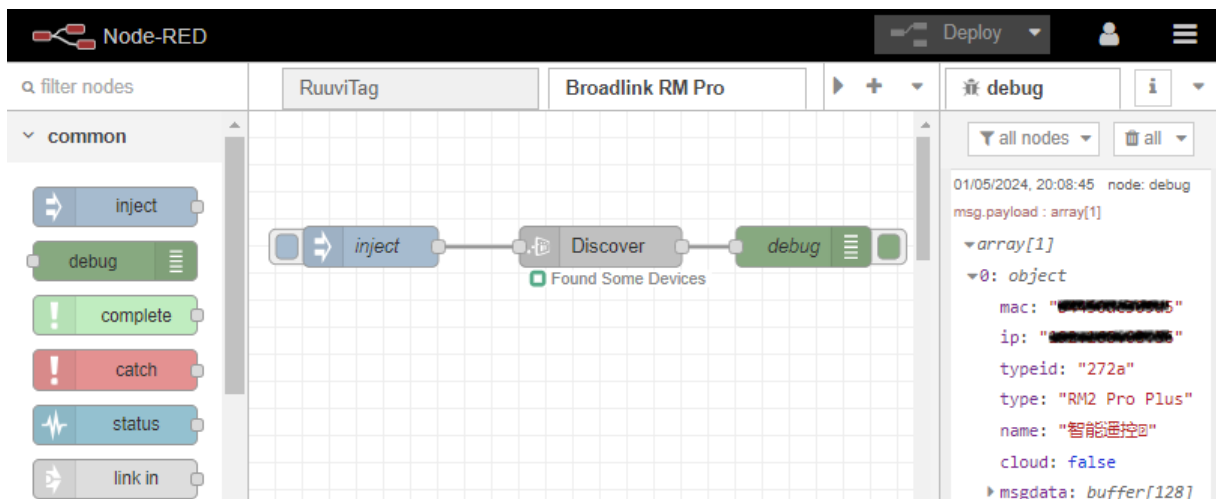 Node-RED
Deploy
filter nodes
RuuviTag
Broadlink RM Pro
debug
i
common
all nodes
all
inject
debug
complete
catch
status
link in
inject
Discover
debug
Found Some Devices
01/05/2024, 20:08:45 node: debug
msg.payload : array[1]
array[1]
0: object
mac: "
ip: "
typeid: "272a"
type: "RM2 Pro Plus"
name: "智能遥控"
cloud: false
msgdata: buffer[128]